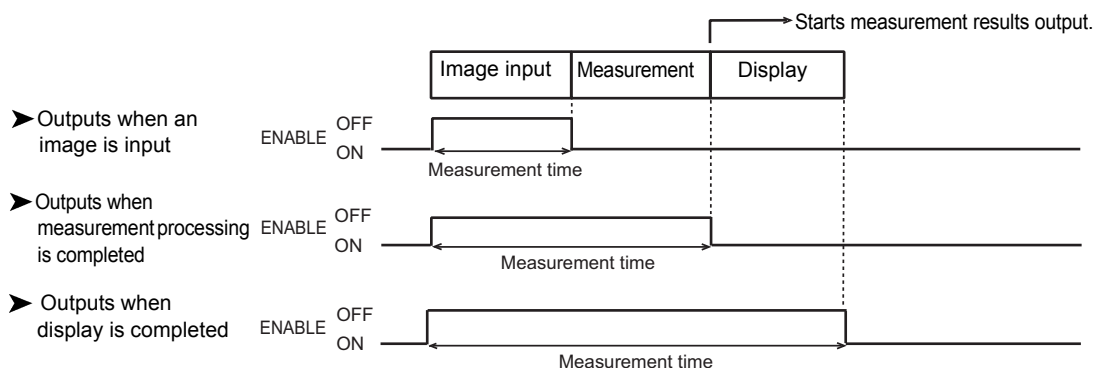 Starts measurement results output.
Image input Measurement Display
➤ Outputs when an
image is input
ENABLE OFF
ON
Measurement time
➤ Outputs when
measurement processing
is completed
ENABLE OFF
ON
Measurement time
➤ Outputs when
display is completed
ENABLE OFF
ON
Measurement time